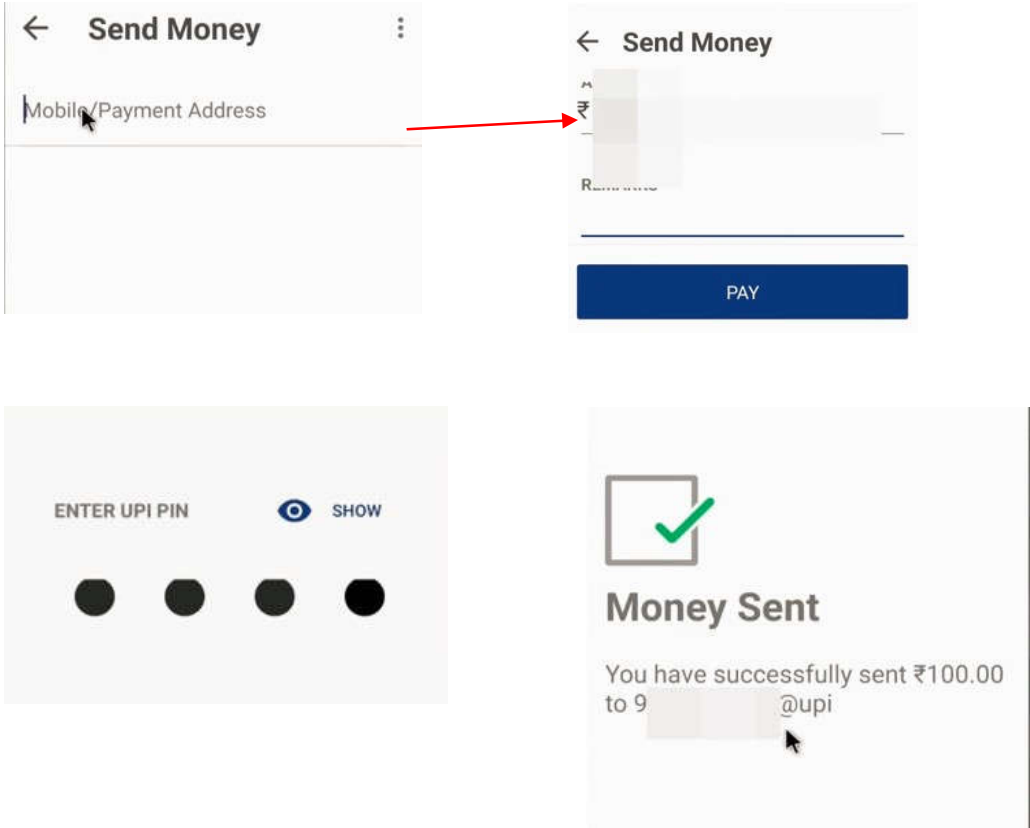 Send Money
Mobile/Payment Address
Send Money
₹
PAY
ENTER UPI PIN
SHOW
Money Sent
You have successfully sent ₹100.00
to 9 @upi